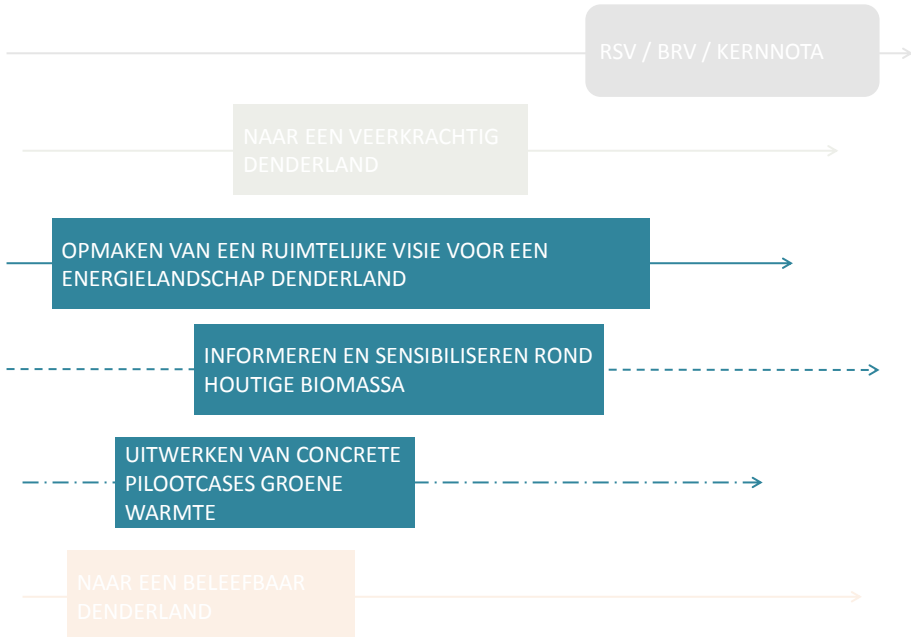 RSV / BRV / KERNNOTA
NAAR EEN VEERKRACHTIG
DENDERLAND
OPMAKEN VAN EEN RUIMTELIJKE VISIE VOOR EEN
ENERGIELANDSCHAP DENDERLAND
INFORMEREN EN SENSIBILISEREN ROND
HOUTIGE BIOMASSA
UITWERKEN VAN CONCRETE
PILOOTCASES GROENE
WARMTE
NAAR EEN BELEEFBAAR
DENDERLAND